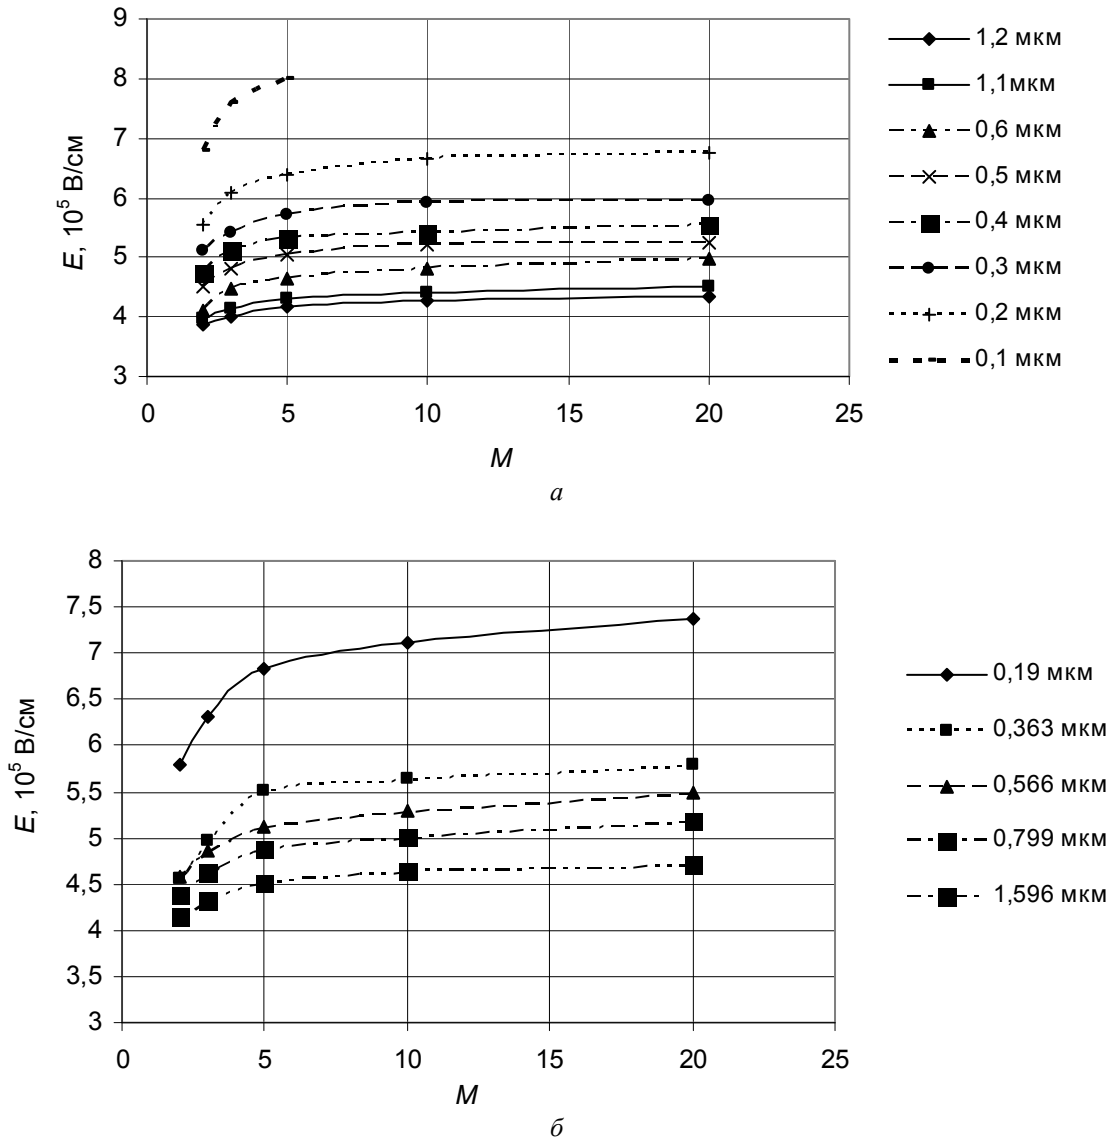 9
8
7
6
5
4
3
E, 10⁵ В/см
0 5 10 15 20 25
M
1,2 мкм
1,1мкм
0,6 мкм
0,5 мкм
0,4 мкм
0,3 мкм
0,2 мкм
0,1 мкм
а
8
7,5
7
6,5
6
5,5
5
4,5
4
3,5
3
E, 10⁵ В/см
0 5 10 15 20 25
M
0,19 мкм
0,363 мкм
0,566 мкм
0,799 мкм
1,596 мкм
б